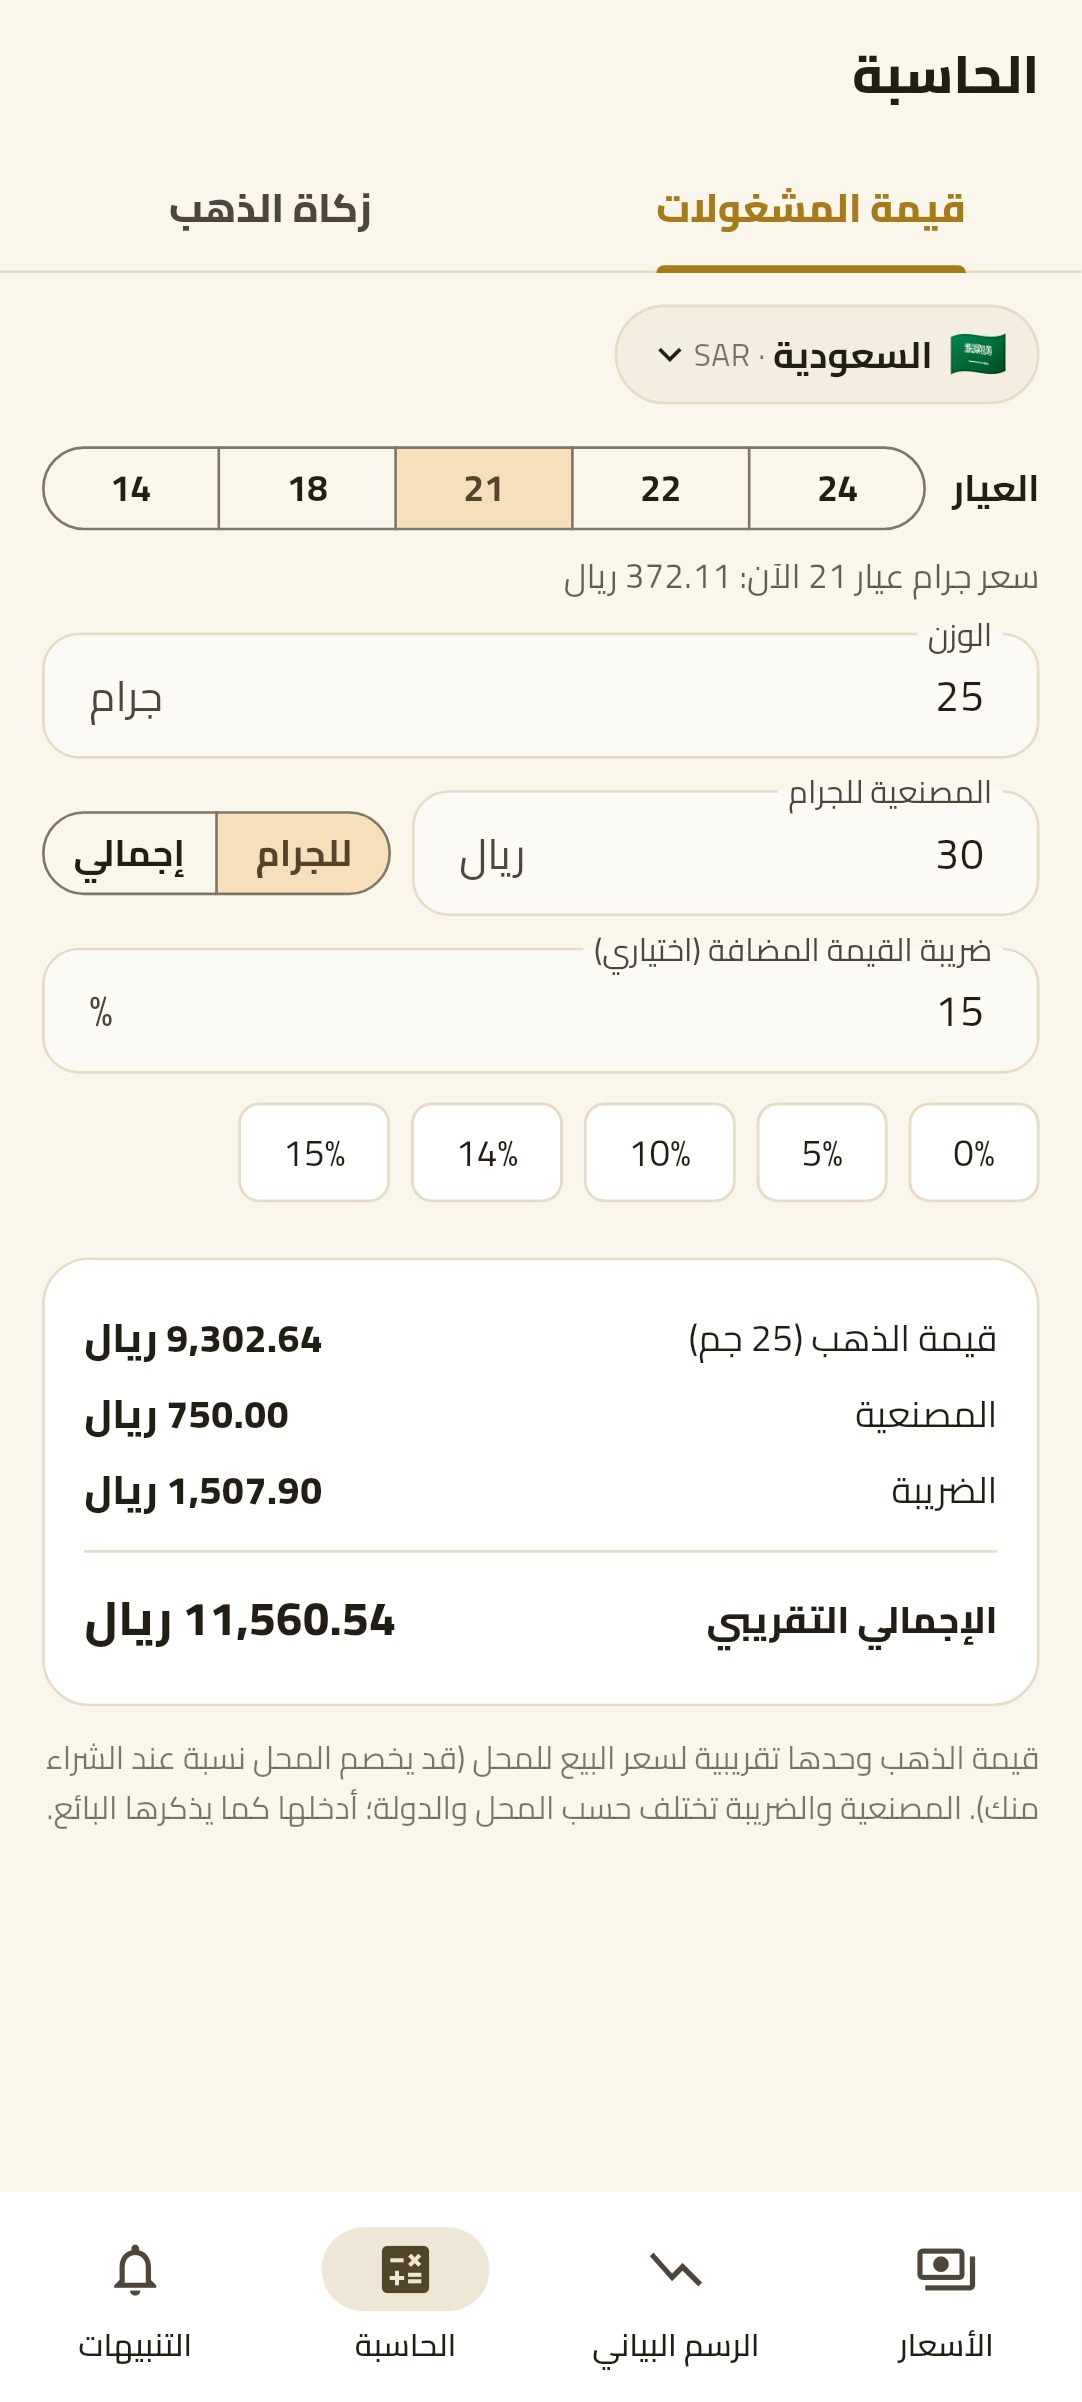 الحاسبة
قيمة المشغولات
زكاة الذهب
السعودية · SAR
العيار
24
22
21
18
14
سعر جرام عيار 21 الآن: 372.11 ريال
الوزن
25
جرام
المصنعية للجرام
30
ريال
للجرام
إجمالي
ضريبة القيمة المضافة (اختياري)
15
%
0%
5%
10%
14%
15%
قيمة الذهب (25 جم)
9,302.64 ريال
المصنعية
750.00 ريال
الضريبة
1,507.90 ريال
الإجمالي التقريبي
11,560.54 ريال
قيمة الذهب وحدها تقريبية لسعر البيع للمحل (قد يخصم المحل نسبة عند الشراء
منك). المصنعية والضريبة تختلف حسب المحل والدولة؛ أدخلها كما يذكرها البائع.
الأسعار
الرسم البياني
الحاسبة
التنبيهات